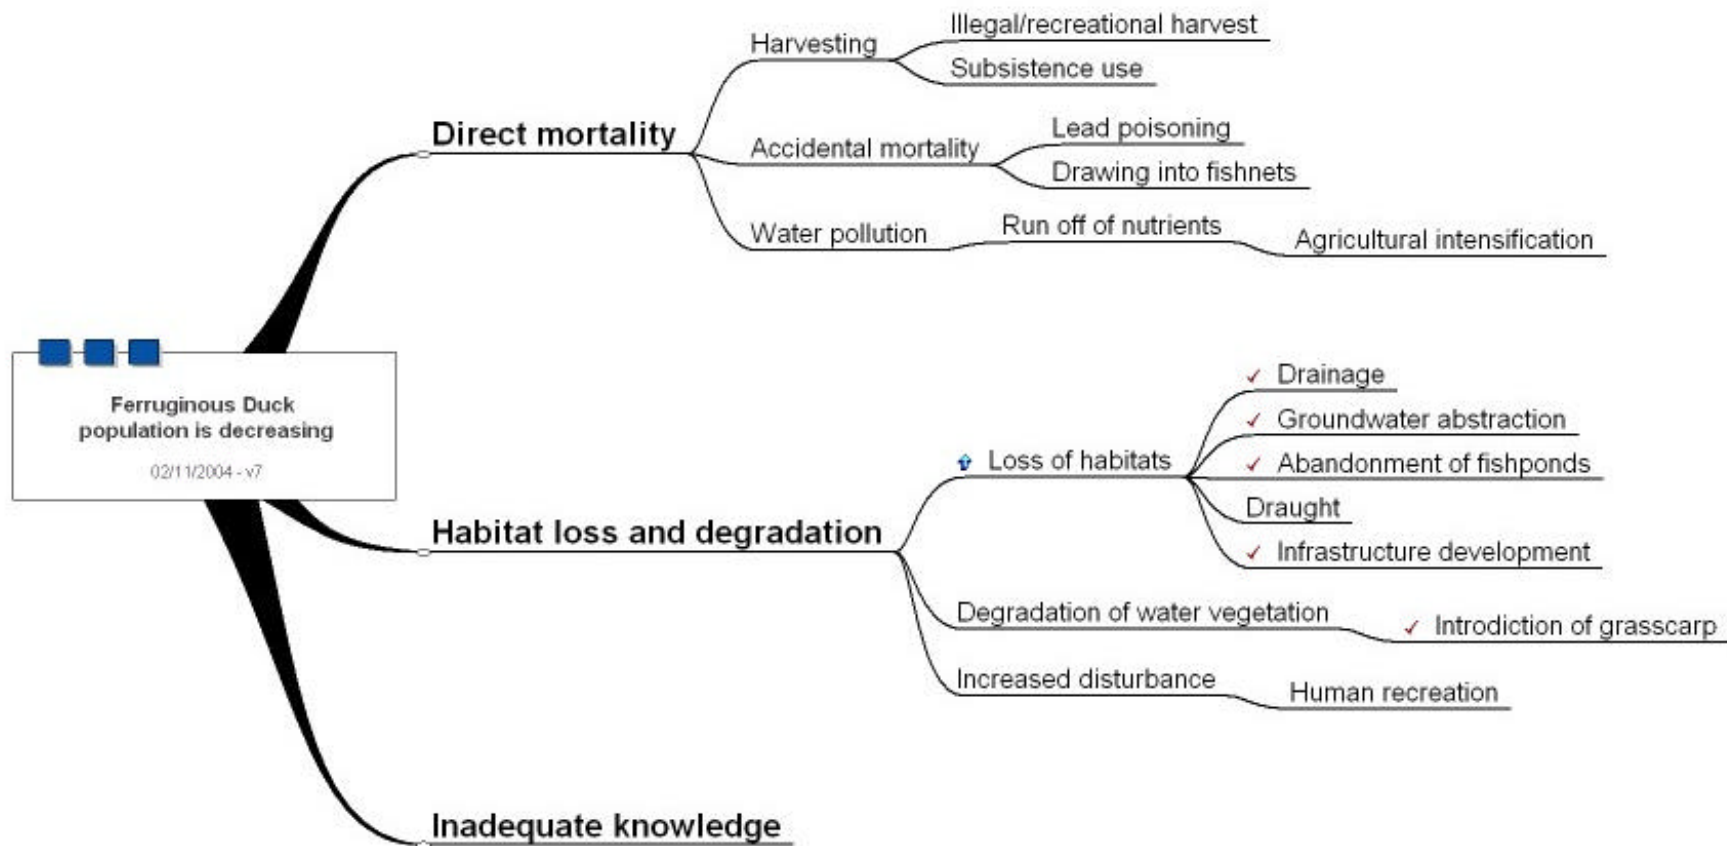 Ferruginous Duck
population is decreasing
02/11/2004 - v7
Direct mortality
Harvesting
Illegal/recreational harvest
Subsistence use
Accidental mortality
Lead poisoning
Drawing into fishnets
Water pollution
Run off of nutrients
Agricultural intensification
Habitat loss and degradation
Loss of habitats
Drainage
Groundwater abstraction
Abandonment of fishponds
Draught
Infrastructure development
Degradation of water vegetation
Introdiction of grasscarp
Increased disturbance
Human recreation
Inadequate knowledge